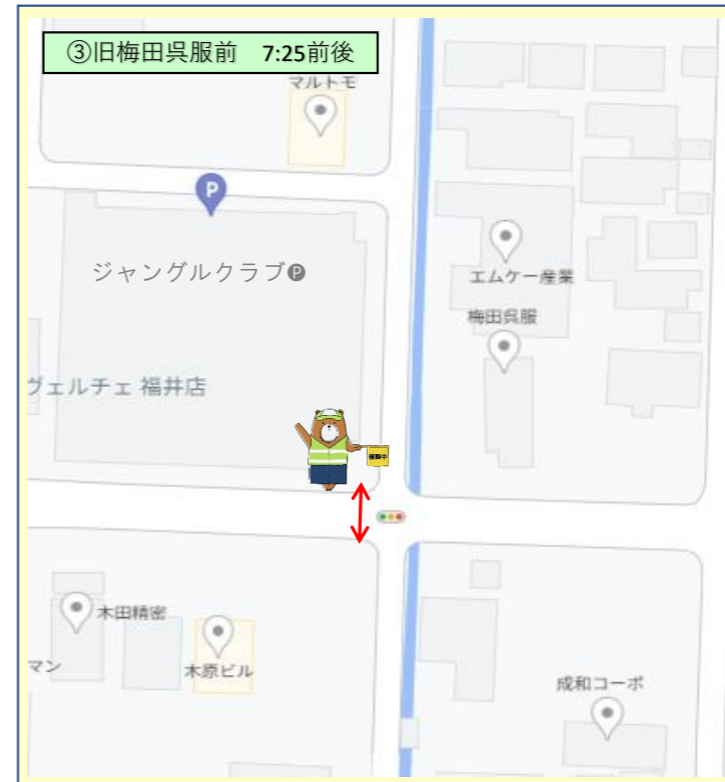 ③旧梅田呉服前 7:25前後
マルトモ
P
ジャングルクラブ🅟
エムケー産業
梅田呉服
ヴェルチェ 福井店
木田精密
マン
木原ビル
成和コーポ